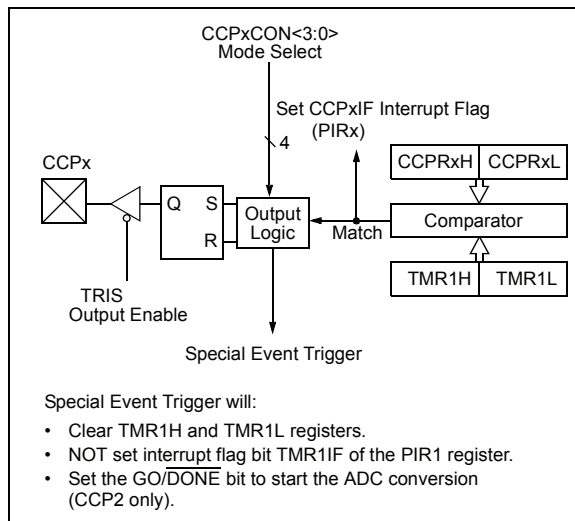 CCPxCON<3:0>
Mode Select
Set CCPxIF Interrupt Flag
(PIRx)
4
CCPx
CCPRxH CCPRxL
Q S
R
Output
Logic
Match
Comparator
TMR1H TMR1L
TRIS
Output Enable
Special Event Trigger
Special Event Trigger will:
• Clear TMR1H and TMR1L registers.
• NOT set interrupt flag bit TMR1IF of the PIR1 register.
• Set the GO/D̅O̅N̅E̅ bit to start the ADC conversion
(CCP2 only).